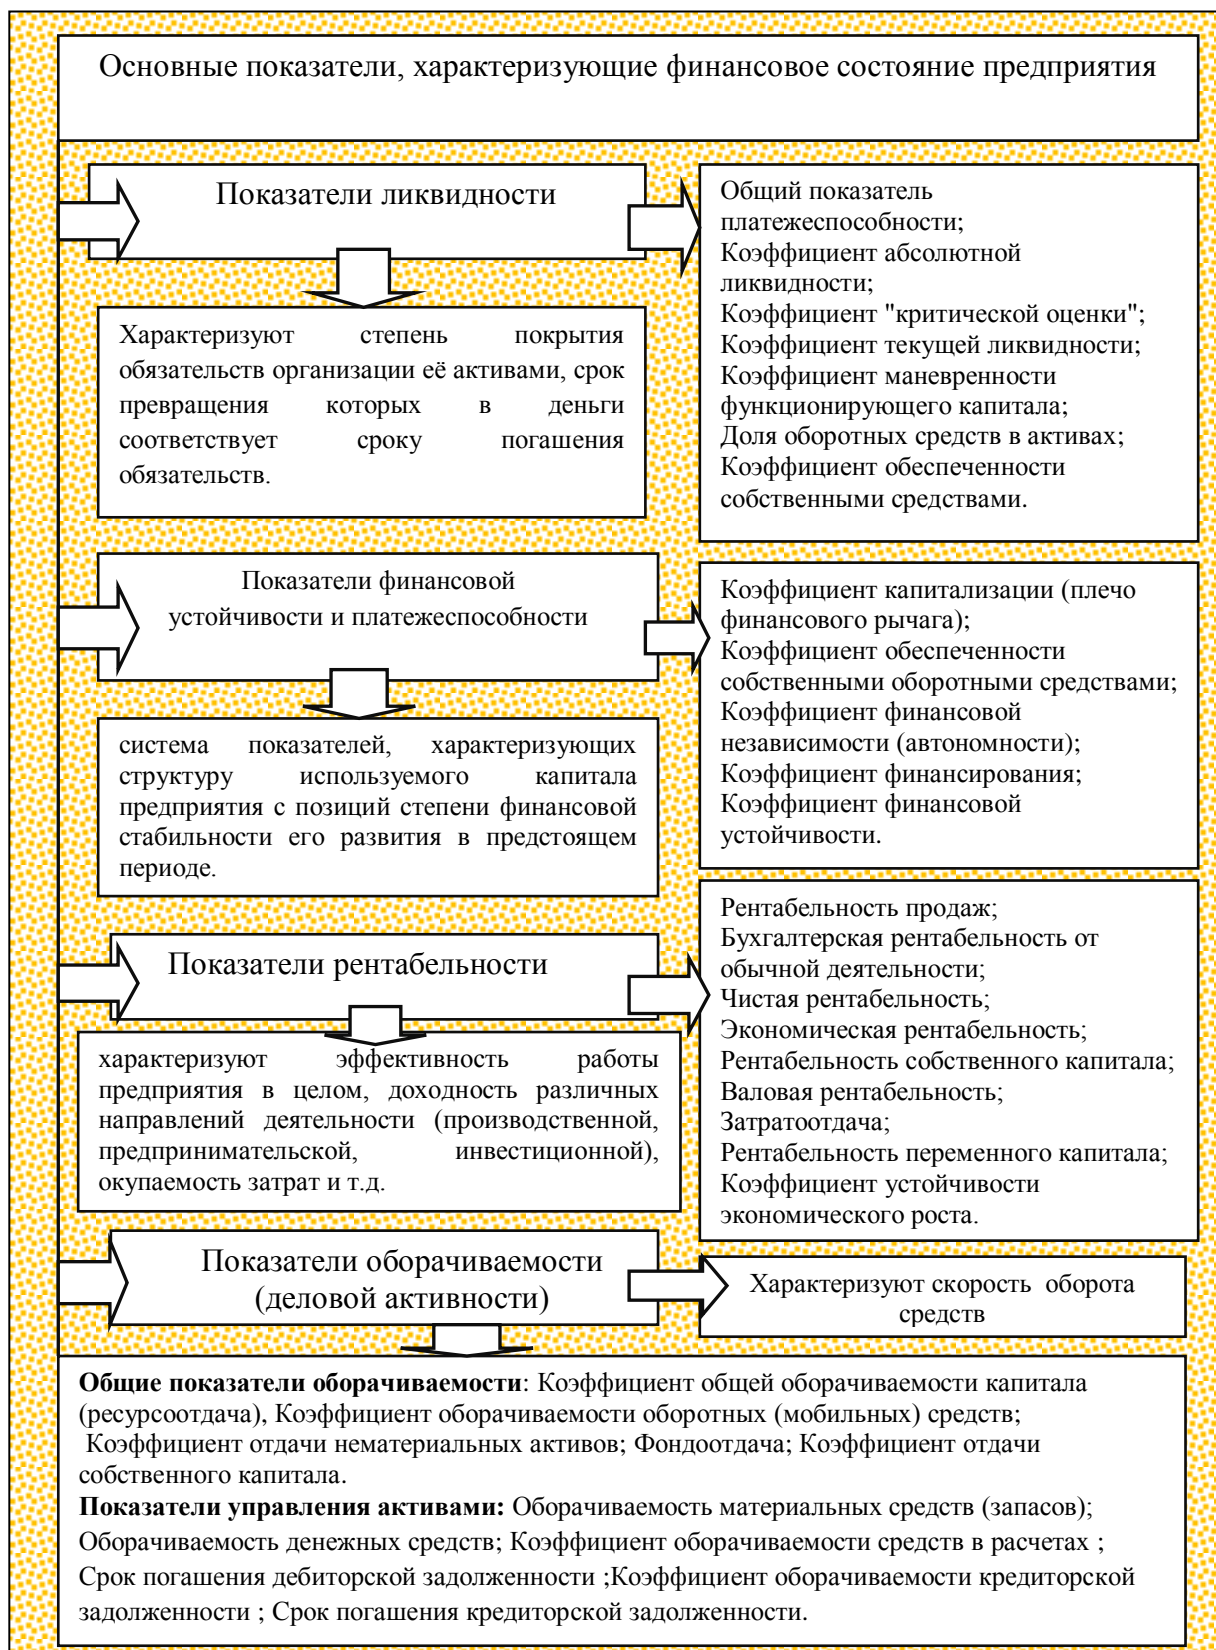 Основные показатели, характеризующие финансовое состояние предприятия
Показатели ликвидности
Общий показатель
платежеспособности;
Коэффициент абсолютной
ликвидности;
Коэффициент "критической оценки";
Коэффициент текущей ликвидности;
Коэффициент маневренности
функционирующего капитала;
Доля оборотных средств в активах;
Коэффициент обеспеченности
собственными средствами.
Характеризуют степень покрытия
обязательств организации её активами, срок
превращения которых в деньги
соответствует сроку погашения
обязательств.
Показатели финансовой
устойчивости и платежеспособности
Коэффициент капитализации (плечо
финансового рычага);
Коэффициент обеспеченности
собственными оборотными средствами;
Коэффициент финансовой
независимости (автономности);
Коэффициент финансирования;
Коэффициент финансовой
устойчивости.
система показателей, характеризующих
структуру используемого капитала
предприятия с позиций степени финансовой
стабильности его развития в предстоящем
периоде.
Показатели рентабельности
Рентабельность продаж;
Бухгалтерская рентабельность от
обычной деятельности;
Чистая рентабельность;
Экономическая рентабельность;
Рентабельность собственного капитала;
Валовая рентабельность;
Затратоотдача;
Рентабельность переменного капитала;
Коэффициент устойчивости
экономического роста.
характеризуют эффективность работы
предприятия в целом, доходность различных
направлений деятельности (производственной,
предпринимательской, инвестиционной),
окупаемость затрат и т.д.
Показатели оборачиваемости
(деловой активности)
Характеризуют скорость оборота
средств
Общие показатели оборачиваемости: Коэффициент общей оборачиваемости капитала
(ресурсоотдача), Коэффициент оборачиваемости оборотных (мобильных) средств;
Коэффициент отдачи нематериальных активов; Фондоотдача; Коэффициент отдачи
собственного капитала.
Показатели управления активами: Оборачиваемость материальных средств (запасов);
Оборачиваемость денежных средств; Коэффициент оборачиваемости средств в расчетах ;
Срок погашения дебиторской задолженности ;Коэффициент оборачиваемости кредиторской
задолженности ; Срок погашения кредиторской задолженности.